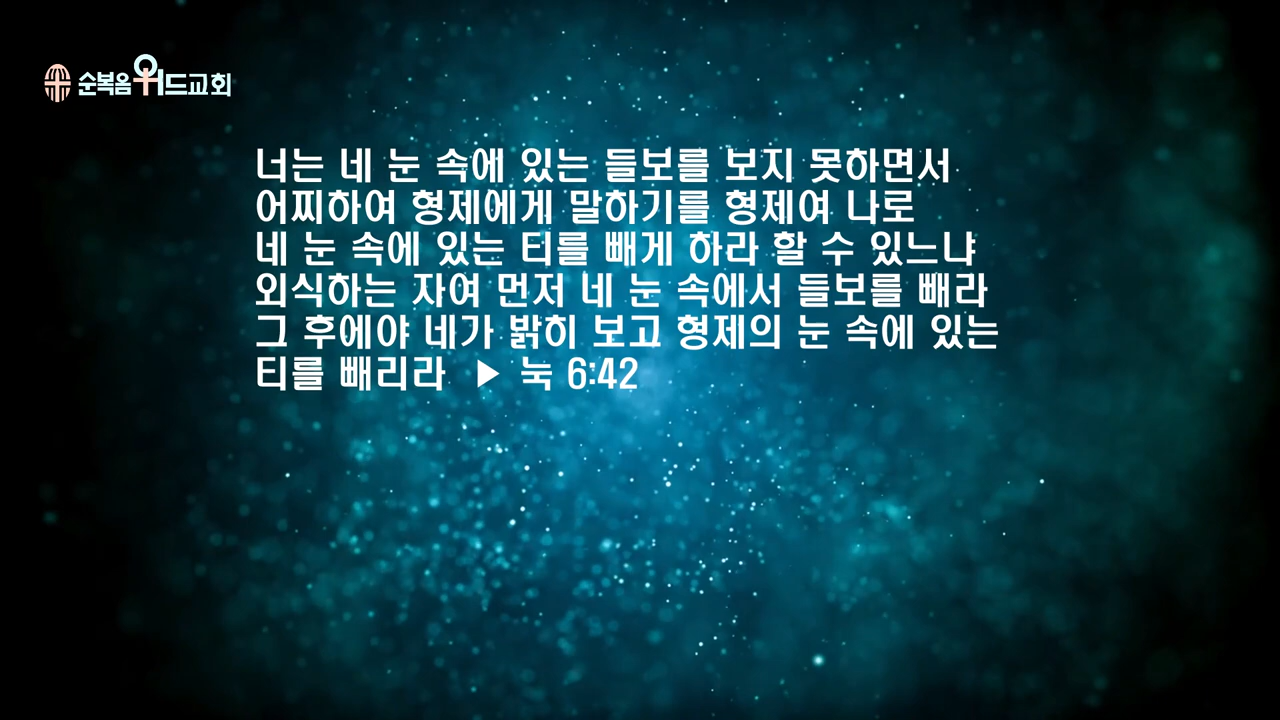 순복음위드교회
너는 네 눈 속에 있는 들보를 보지 못하면서
어찌하여 형제에게 말하기를 형제여 나로
네 눈 속에 있는 티를 빼게 하라 할 수 있느냐
외식하는 자여 먼저 네 눈 속에서 들보를 빼라
그 후에야 네가 밝히 보고 형제의 눈 속에 있는
티를 빼리라 ▶ 눅 6:42